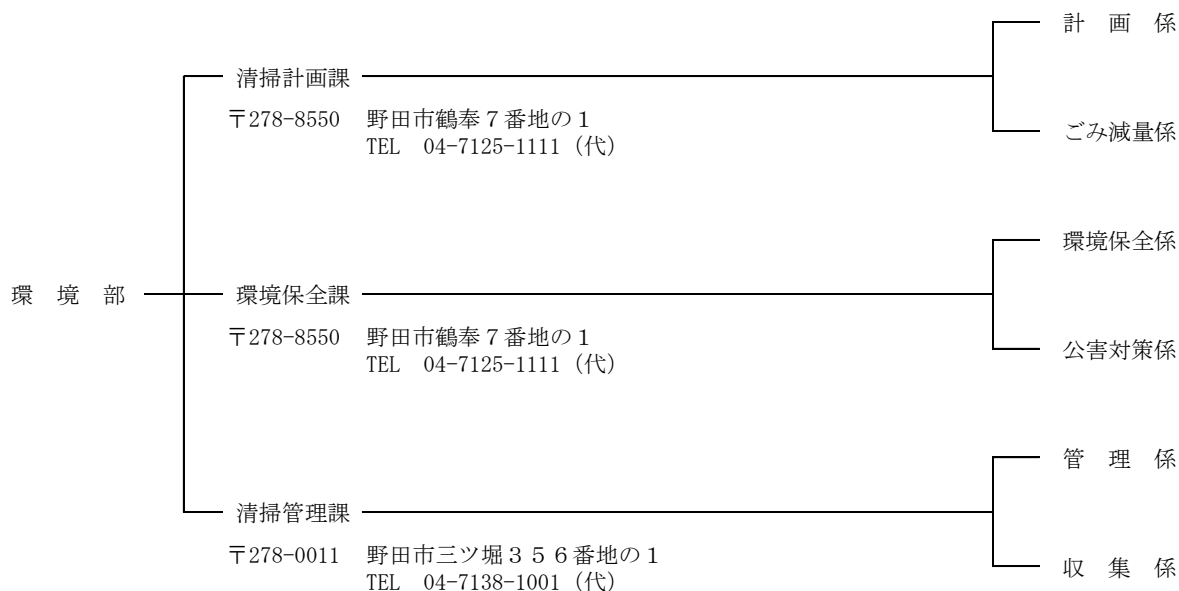 計 画 係
清掃計画課
〒278-8550 野田市鶴奉7番地の1
TEL 04-7125-1111（代）
ごみ減量係
環境保全係
環 境 部
環境保全課
〒278-8550 野田市鶴奉7番地の1
TEL 04-7125-1111（代）
公害対策係
管 理 係
清掃管理課
〒278-0011 野田市三ツ堀３５６番地の1
TEL 04-7138-1001（代）
収 集 係